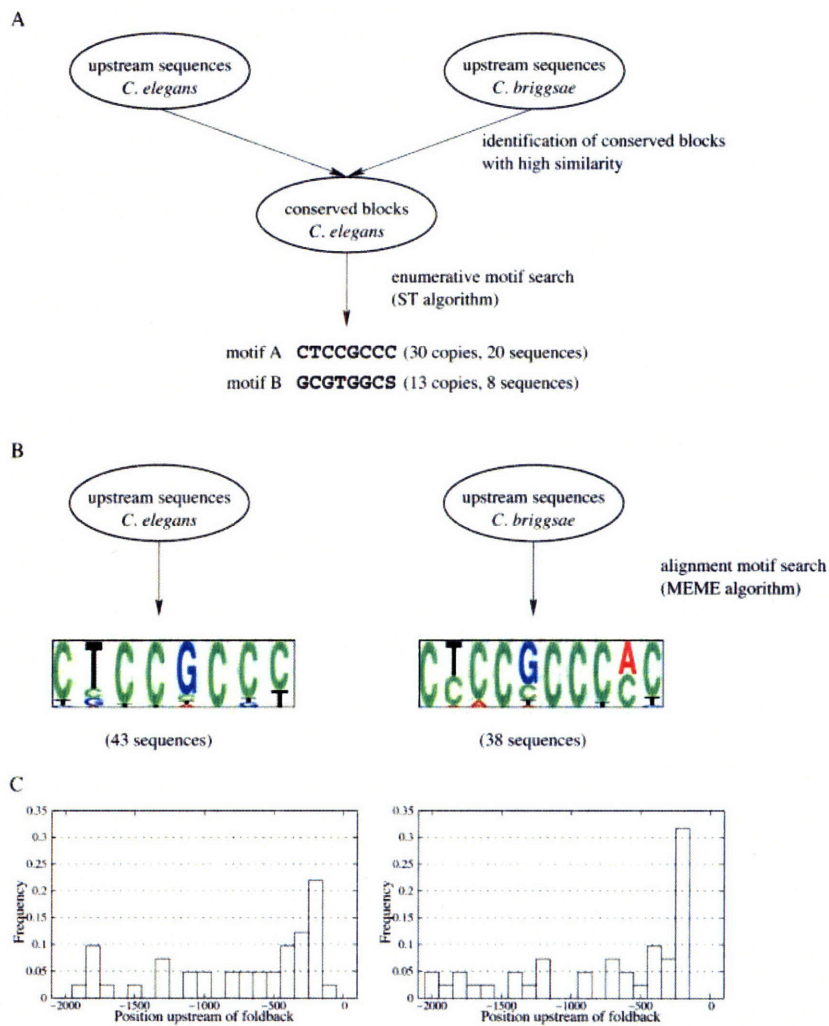 A
upstream sequences
C. elegans
upstream sequences
C. briggsae
identification of conserved blocks
with high similarity
conserved blocks
C. elegans
enumerative motif search
(ST algorithm)
motif A CTCCGCCC (30 copies, 20 sequences)
motif B GCGTGGCS (13 copies, 8 sequences)
B
upstream sequences
C. elegans
upstream sequences
C. briggsae
alignment motif search
(MEME algorithm)
CTCCGCCC
CTCCGCCCAC
(43 sequences)
(38 sequences)
C
Frequency
0.35
0.3
0.25
0.2
0.15
0.1
0.05
0
-2000 -1500 -1000 -500 0
Position upstream of foldback
Frequency
0.35
0.3
0.25
0.2
0.15
0.1
0.05
0
-2000 -1500 -1000 -500 0
Position upstream of foldback